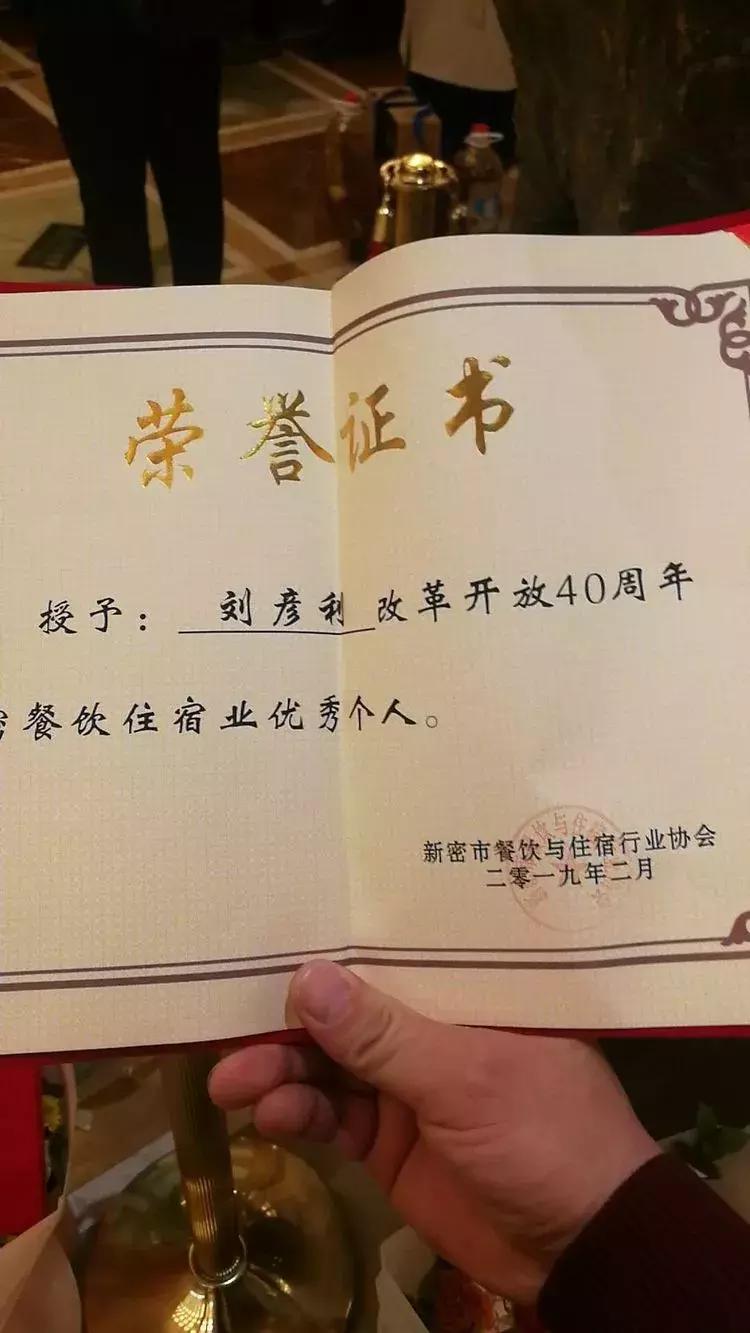 荣誉证书
授予：刘彦利改革开放40周年
餐饮住宿业优秀个人。
新密市餐饮与住宿行业协会
二零一九年二月